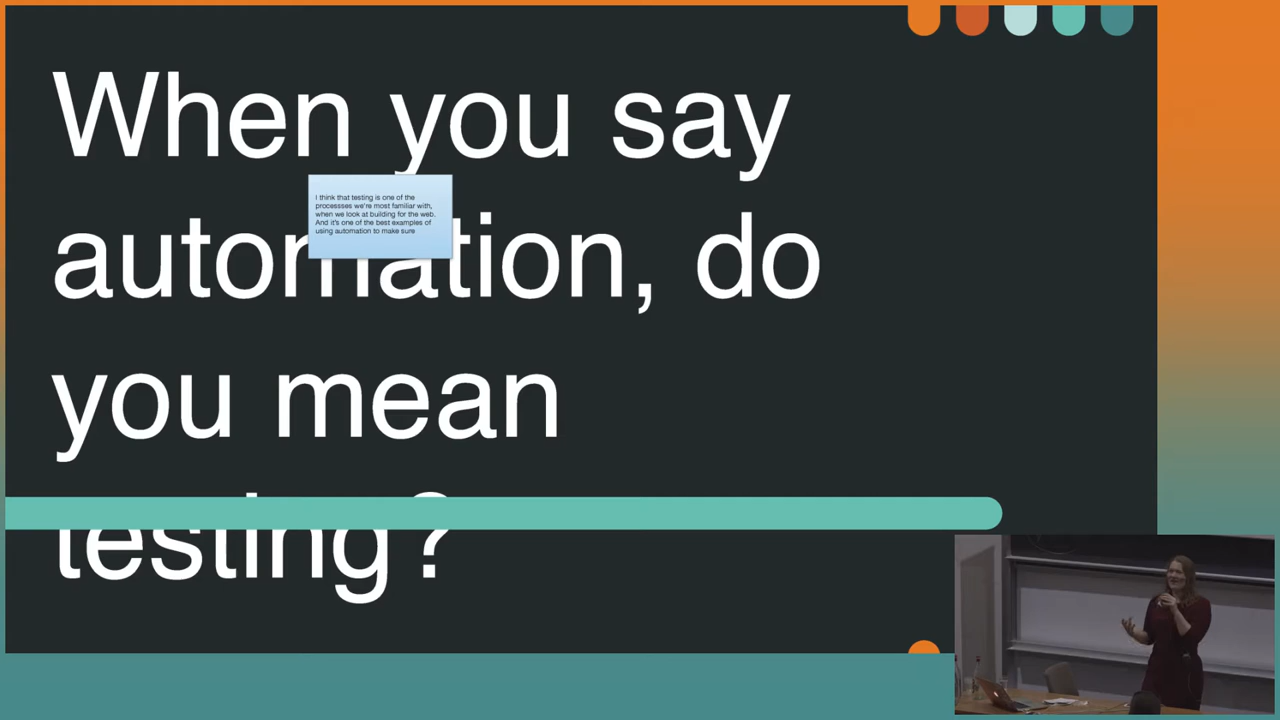 When you say
automation, do
you mean
testing?
I think that testing is one of the
processses we're most familiar with,
when we look at building for the web.
And it's one of the best examples of
using automation to make sure